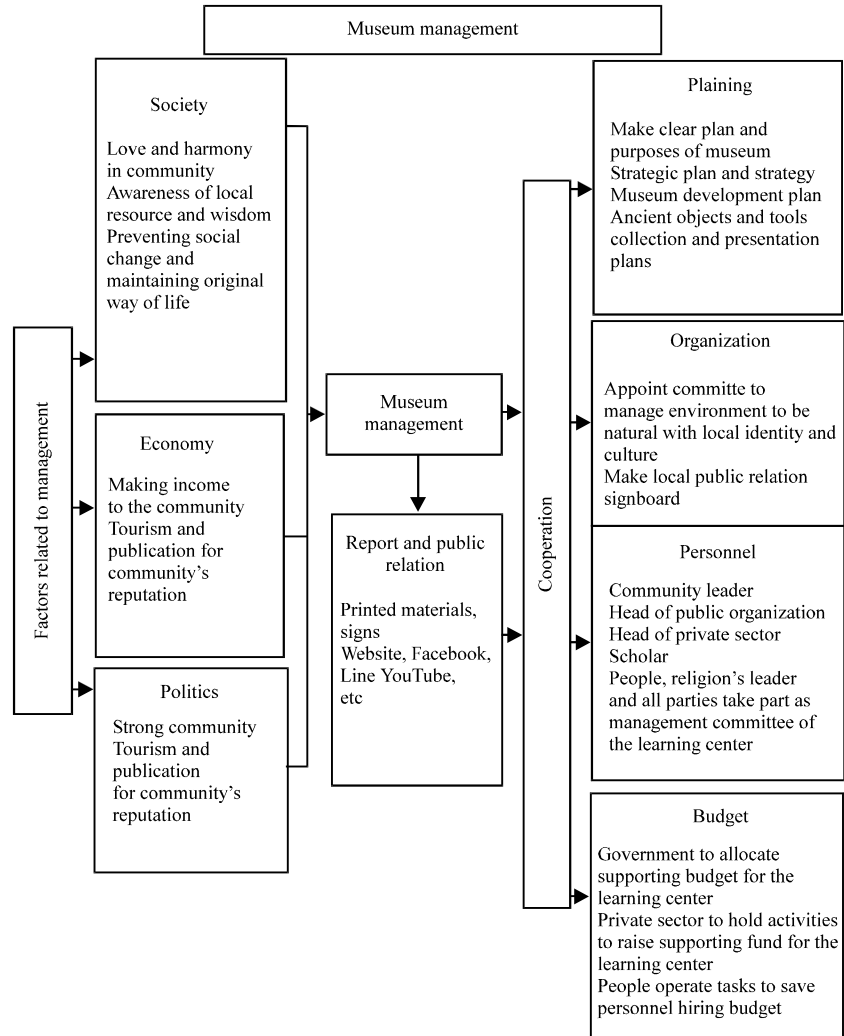 Museum management
Factors related to management
Society
Love and harmony
in community
Awareness of local
resource and wisdom
Preventing social
change and
maintaining original
way of life
Economy
Making income
to the community
Tourism and
publication for
community's
reputation
Politics
Strong community
Tourism and
publication
for community's
reputation
Museum
management
Report and public
relation
Printed materials,
signs
Website, Facebook,
Line YouTube,
etc
Cooperation
Plaining
Make clear plan and
purposes of museum
Strategic plan and strategy
Museum development plan
Ancient objects and tools
collection and presentation
plans
Organization
Appoint committe to
manage environment to be
natural with local identity and
culture
Make local public relation
signboard
Personnel
Community leader
Head of public organization
Head of private sector
Scholar
People, religion's leader
and all parties take part as
management committee of
the learning center
Budget
Government to allocate
supporting budget for the
learning center
Private sector to hold activities
to raise supporting fund for the
learning center
People operate tasks to save
personnel hiring budget